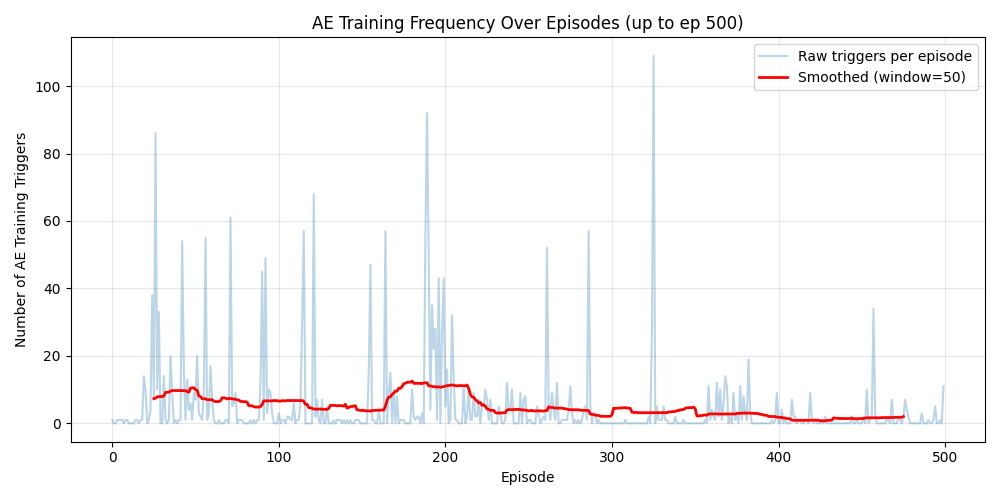 AE Training Frequency Over Episodes (up to ep 500)
Raw triggers per episode
Smoothed (window=50)
Number of AE Training Triggers
100
80
60
40
20
0
0 100 200 300 400 500
Episode